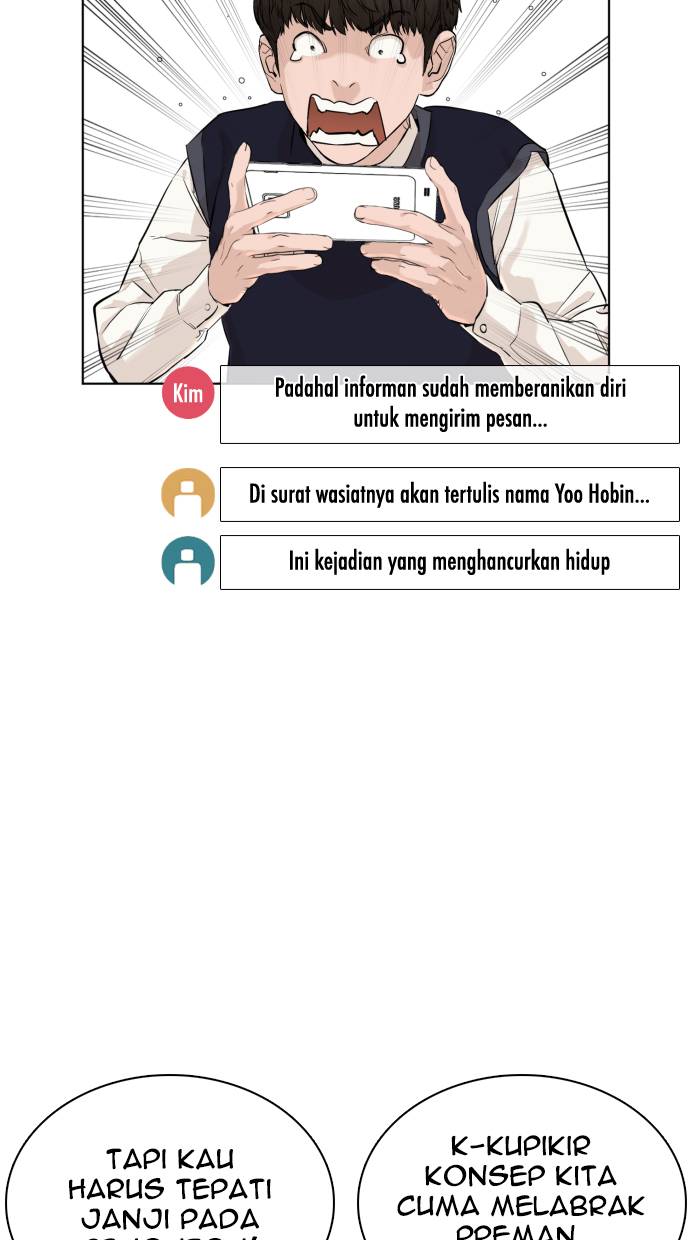 Kim
Padahal informan sudah memberanikan diri
untuk mengirim pesan...
Di surat wasiatnya akan tertulis nama Yoo Hobin...
Ini kejadian yang menghancurkan hidup
TAPI KAU
HARUS TEPATI
JANJI PADA
K-KUPIKIR
KONSEP KITA
CUMA MELABRAK
PREMAN